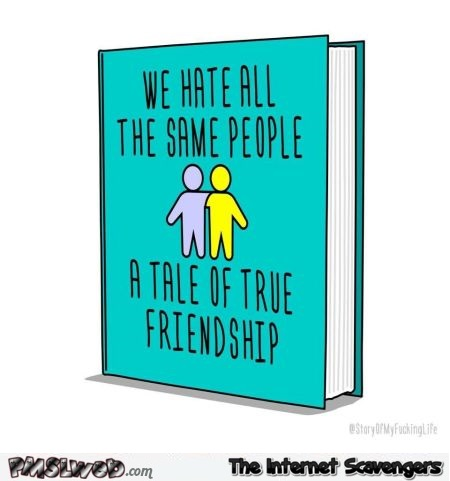 WE HATE ALL
THE SAME PEOPLE
A TALE OF TRUE
FRIENDSHIP
@StoryOfMyFuckingLife
PMSLWEB.com
The Internet Scavengers